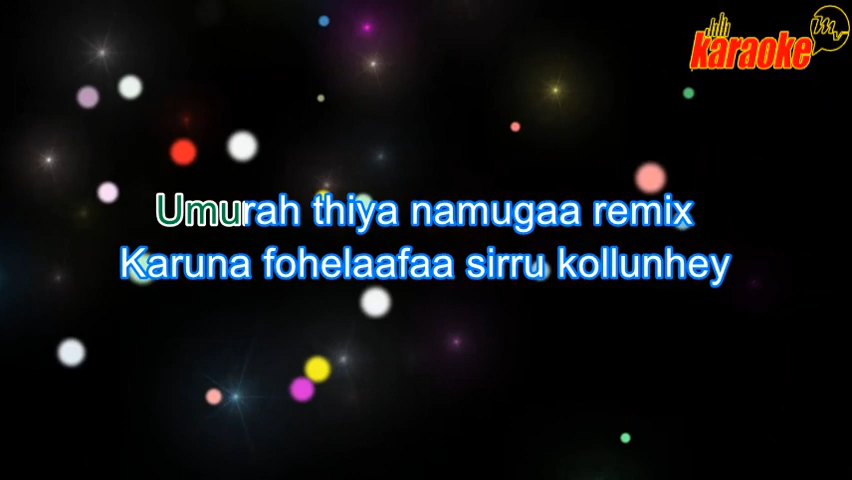 karaoke
Umurah thiya namugaa remix
Karuna fohelaafaa sirru kollunhey